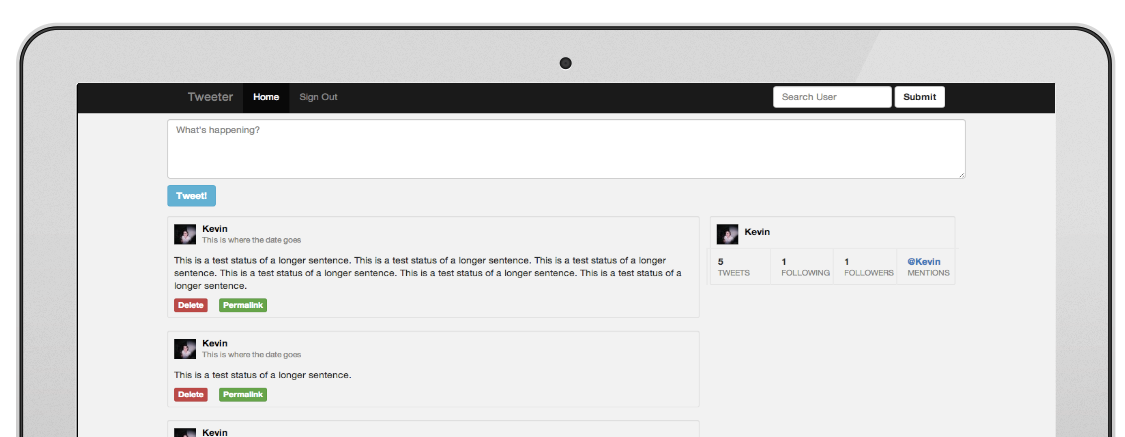 Tweeter Home Sign Out Search User Submit
What's happening?
Tweet!
Kevin
This is where the date goes
This is a test status of a longer sentence. This is a test status of a longer sentence. This is a test status of a longer
sentence. This is a test status of a longer sentence. This is a test status of a longer sentence. This is a test status of a
longer sentence.
Delete Permalink
Kevin
5 1 1 @Kevin
TWEETS FOLLOWING FOLLOWERS MENTIONS
Kevin
This is where the date goes
This is a test status of a longer sentence.
Delete Permalink
Kevin